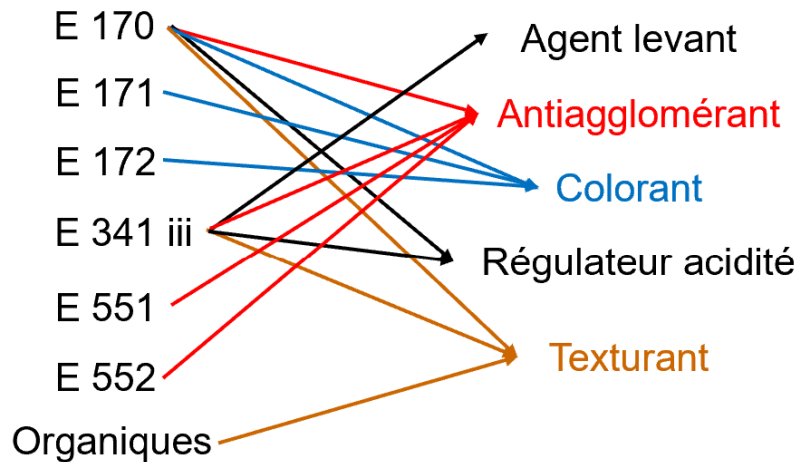 E 170
E 171
E 172
E 341 iii
E 551
E 552
Organiques
Agent levant
Antiagglomérant
Colorant
Régulateur acidité
Texturant